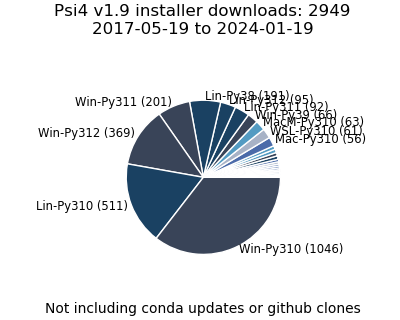 Psi4 v1.9 installer downloads: 2949
2017-05-19 to 2024-01-19
Lin-Py38 (191)
Lin-Py312 (95)
Lin-Py311 (92)
Win-Py39 (66)
MacM-Py310 (63)
WSL-Py310 (61)
Mac-Py310 (56)
Win-Py311 (201)
Win-Py312 (369)
Lin-Py310 (511)
Win-Py310 (1046)
Not including conda updates or github clones